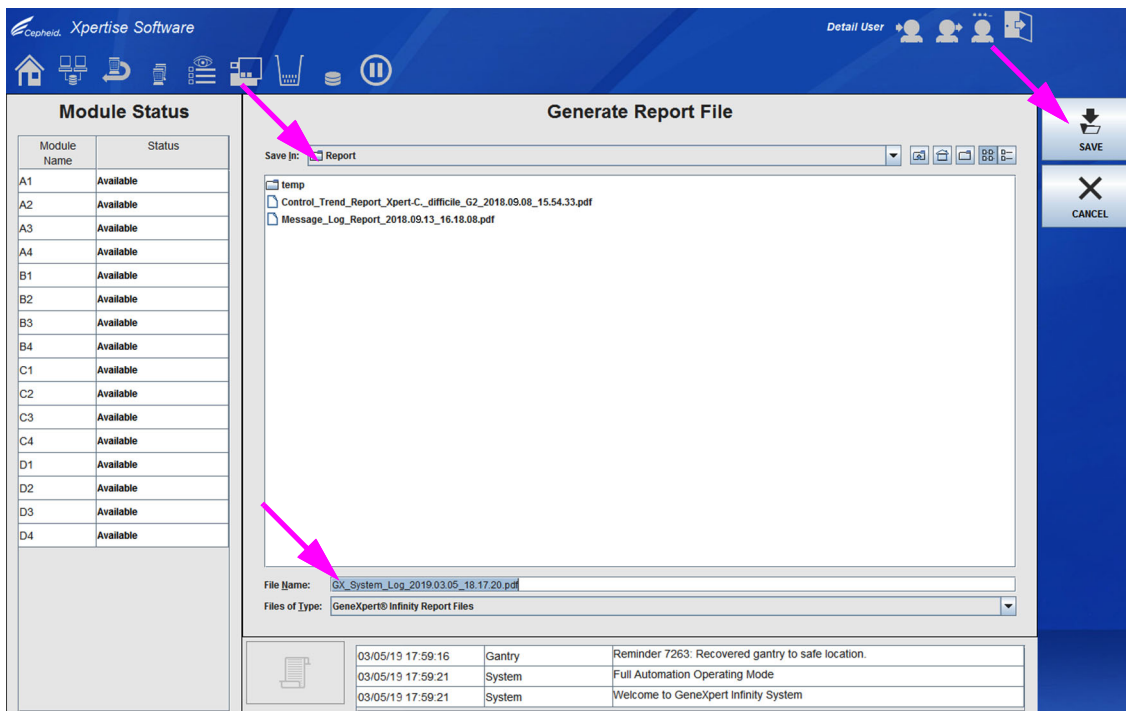 Cepheid. Xpertise Software
Detail User
Module Status
Module Name Status
A1 Available
A2 Available
A3 Available
A4 Available
B1 Available
B2 Available
B3 Available
B4 Available
C1 Available
C2 Available
C3 Available
C4 Available
D1 Available
D2 Available
D3 Available
D4 Available
Generate Report File
Save In: Report
temp
Control_Trend_Report_Xpert-C._difficile_G2_2018.09.08_15.54.33.pdf
Message_Log_Report_2018.09.13_16.18.08.pdf
File Name: GX_System_Log_2019.03.05_18.17.20.pdf
Files of Type: GeneXpert® Infinity Report Files
03/05/19 17:59:16 Gantry Reminder 7263: Recovered gantry to safe location.
03/05/19 17:59:21 System Full Automation Operating Mode
03/05/19 17:59:21 System Welcome to GeneXpert Infinity System
SAVE
CANCEL